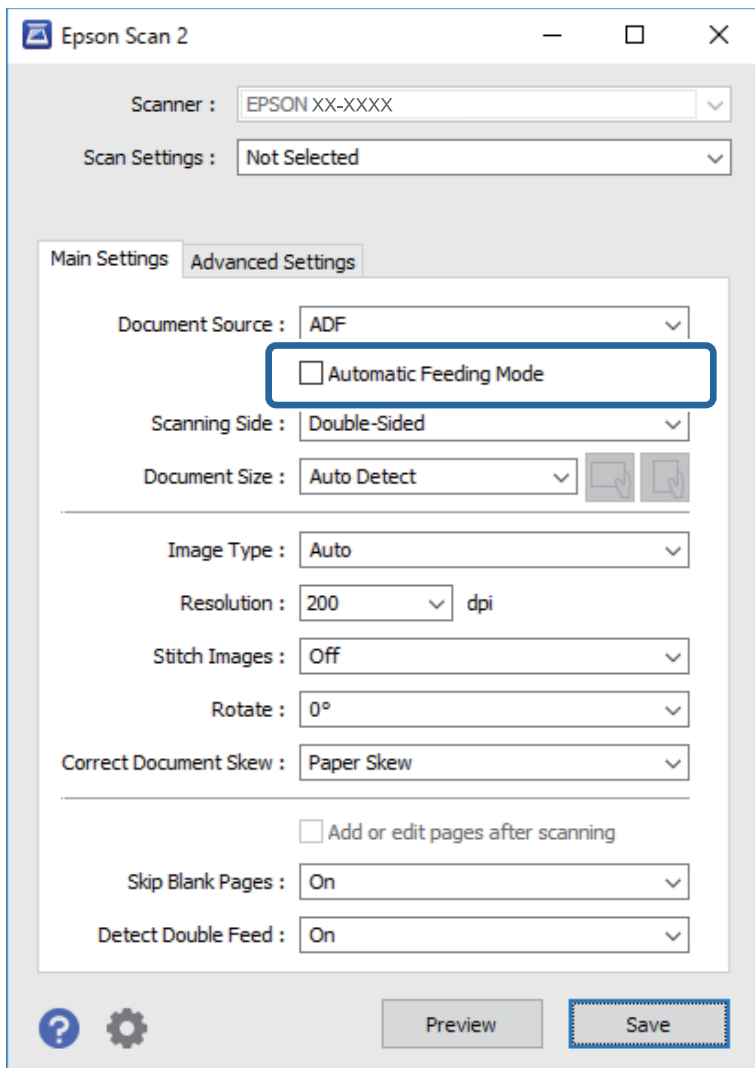 Epson Scan 2
Scanner : EPSON XX-XXXX
Scan Settings : Not Selected
Main Settings Advanced Settings
Document Source : ADF
Automatic Feeding Mode
Scanning Side : Double-Sided
Document Size : Auto Detect
Image Type : Auto
Resolution : 200 dpi
Stitch Images : Off
Rotate : 0°
Correct Document Skew : Paper Skew
Add or edit pages after scanning
Skip Blank Pages : On
Detect Double Feed : On
? Preview Save